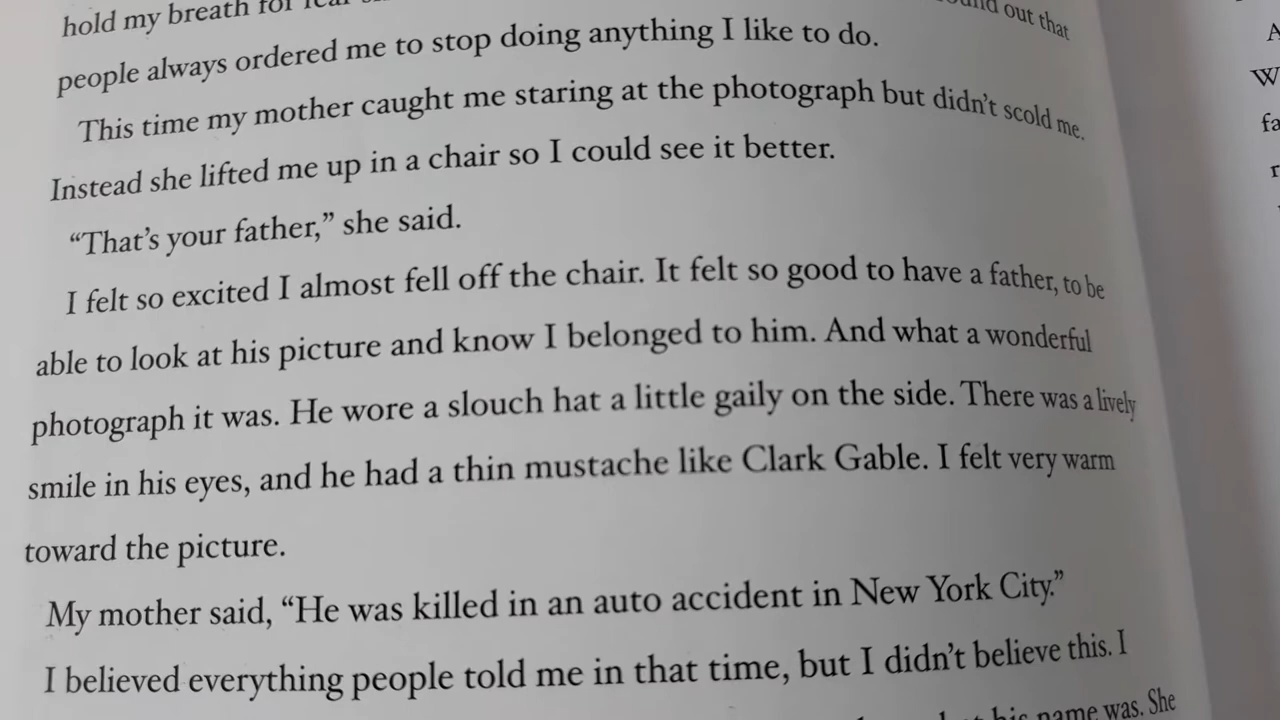 hold my breath for
out that
people always ordered me to stop doing anything I like to do.
This time my mother caught me staring at the photograph but didn’t scold me.
Instead she lifted me up in a chair so I could see it better.
“That’s your father,” she said.
I felt so excited I almost fell off the chair. It felt so good to have a father, to be
able to look at his picture and know I belonged to him. And what a wonderful
photograph it was. He wore a slouch hat a little gaily on the side. There was a lively
smile in his eyes, and he had a thin mustache like Clark Gable. I felt very warm
toward the picture.
My mother said, “He was killed in an auto accident in New York City.”
I believed everything people told me in that time, but I didn’t believe this. I
his name was. She